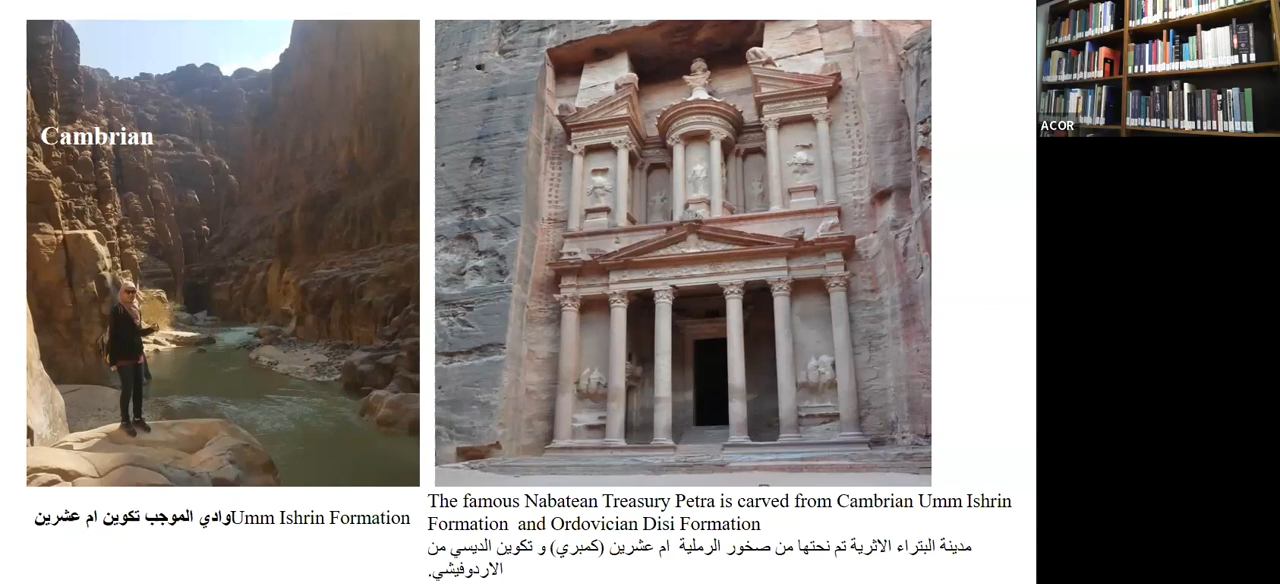 Cambrian
ACOR
وادي الموجب تكوين ام عشرين Umm Ishrin Formation
The famous Nabatean Treasury Petra is carved from Cambrian Umm Ishrin
Formation and Ordovician Disi Formation
مدينة البتراء الاثرية تم نحتها من صخور الرملية ام عشرين (كمبري) و تكوين الديسي من
الاردوفيشي.